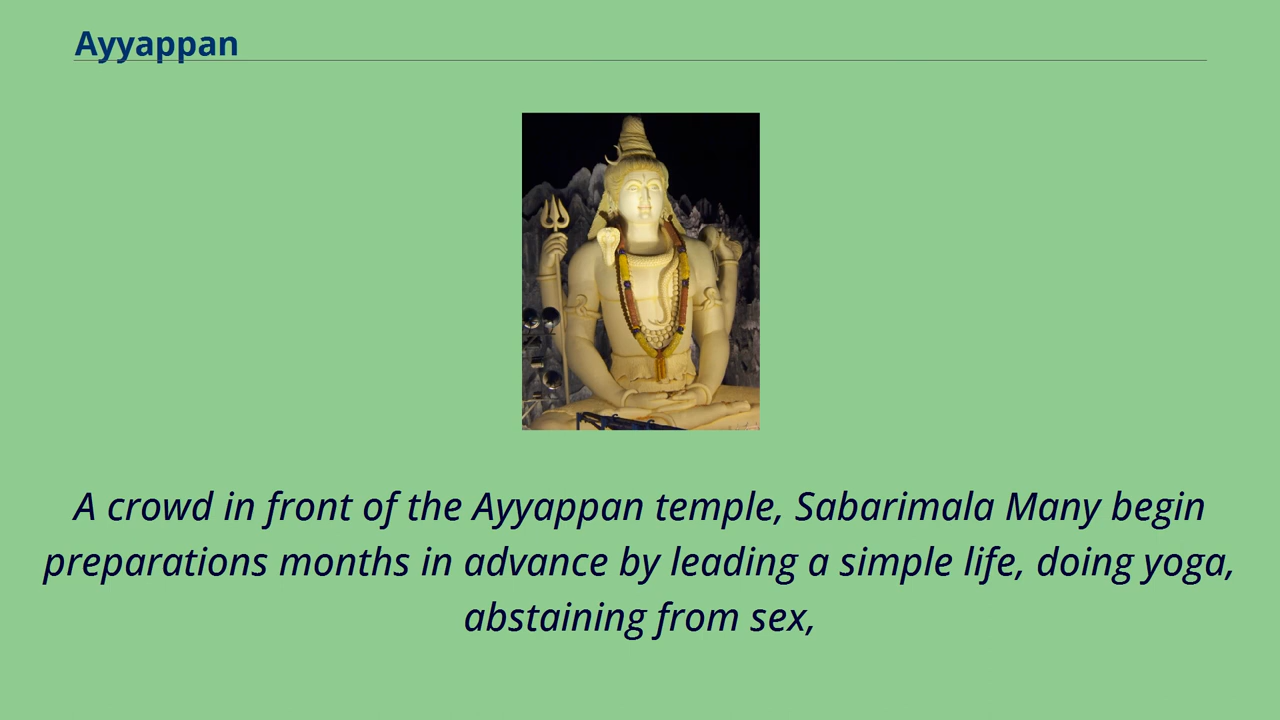 Ayyappan
A crowd in front of the Ayyappan temple, Sabarimala Many begin
preparations months in advance by leading a simple life, doing yoga,
abstaining from sex,